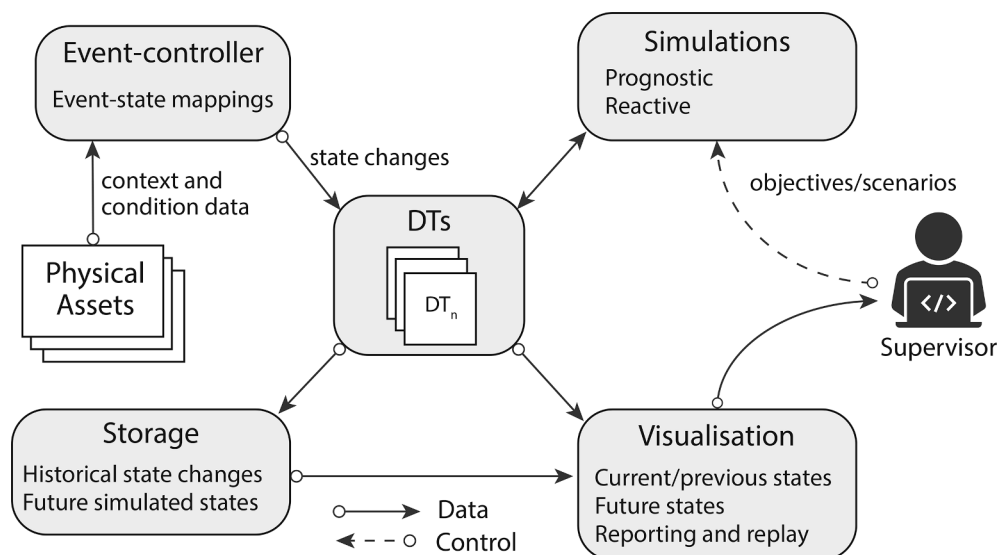 Event-controller
Event-state mappings
Simulations
Prognostic
Reactive
state changes
context and
condition data
objectives/scenarios
DTs
DTn
Physical
Assets
</>
Supervisor
Storage
Historical state changes
Future simulated states
Visualisation
Current/previous states
Future states
Reporting and replay
Data
Control